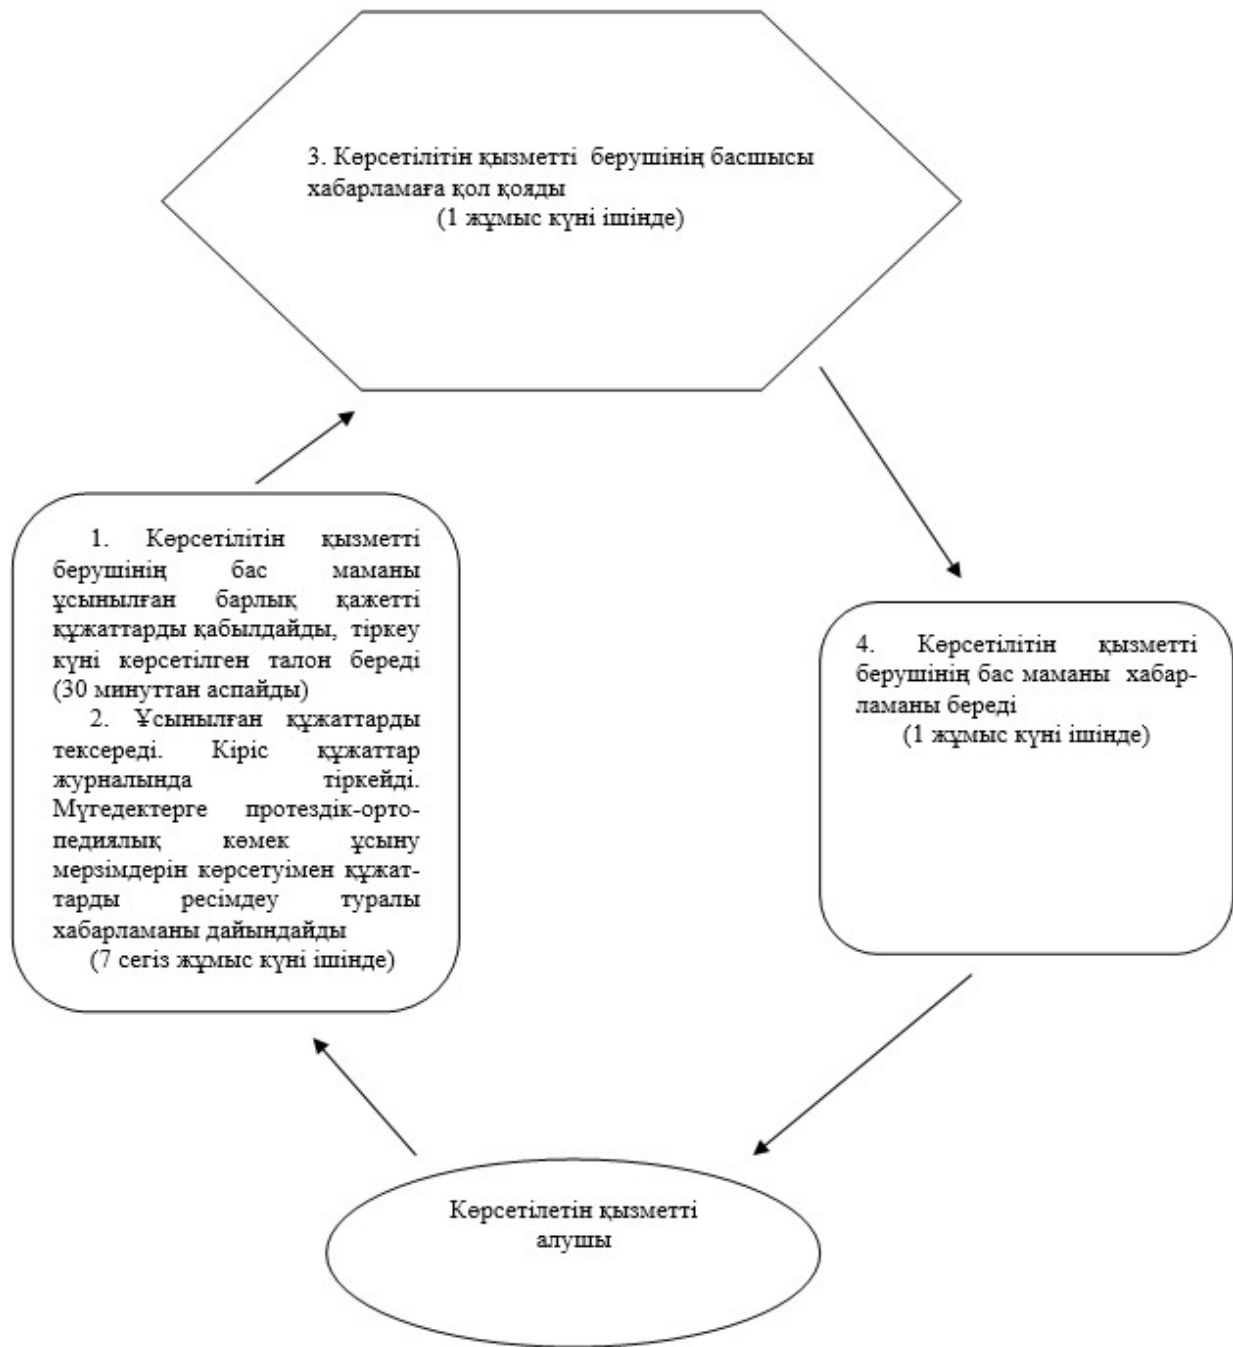 3. Көрсетілітін қызметті  берушінің басшысы
хабарламаға қол қояды
(1 жұмыс күні ішінде)
1. Көрсетілітін қызметті
берушінің бас маманы
ұсынылған барлық қажетті
құжаттарды қабылдайды,  тіркеу
күні көрсетілген талон береді
(30 минуттан аспайды)
2. Ұсынылған құжаттарды
тексереді. Кіріс құжаттар
журналында тіркейді.
Мүгедектерге протездік-орто-
педиялық көмек ұсыну
мерзімдерін көрсетуімен құжат-
тарды ресімдеу туралы
хабарламаны дайындайды
(7 сегіз жұмыс күні ішінде)
4. Көрсетілітін қызметті
берушінің бас маманы  хабар-
ламаны береді
(1 жұмыс күні ішінде)
Көрсетілетін қызметті
алушы